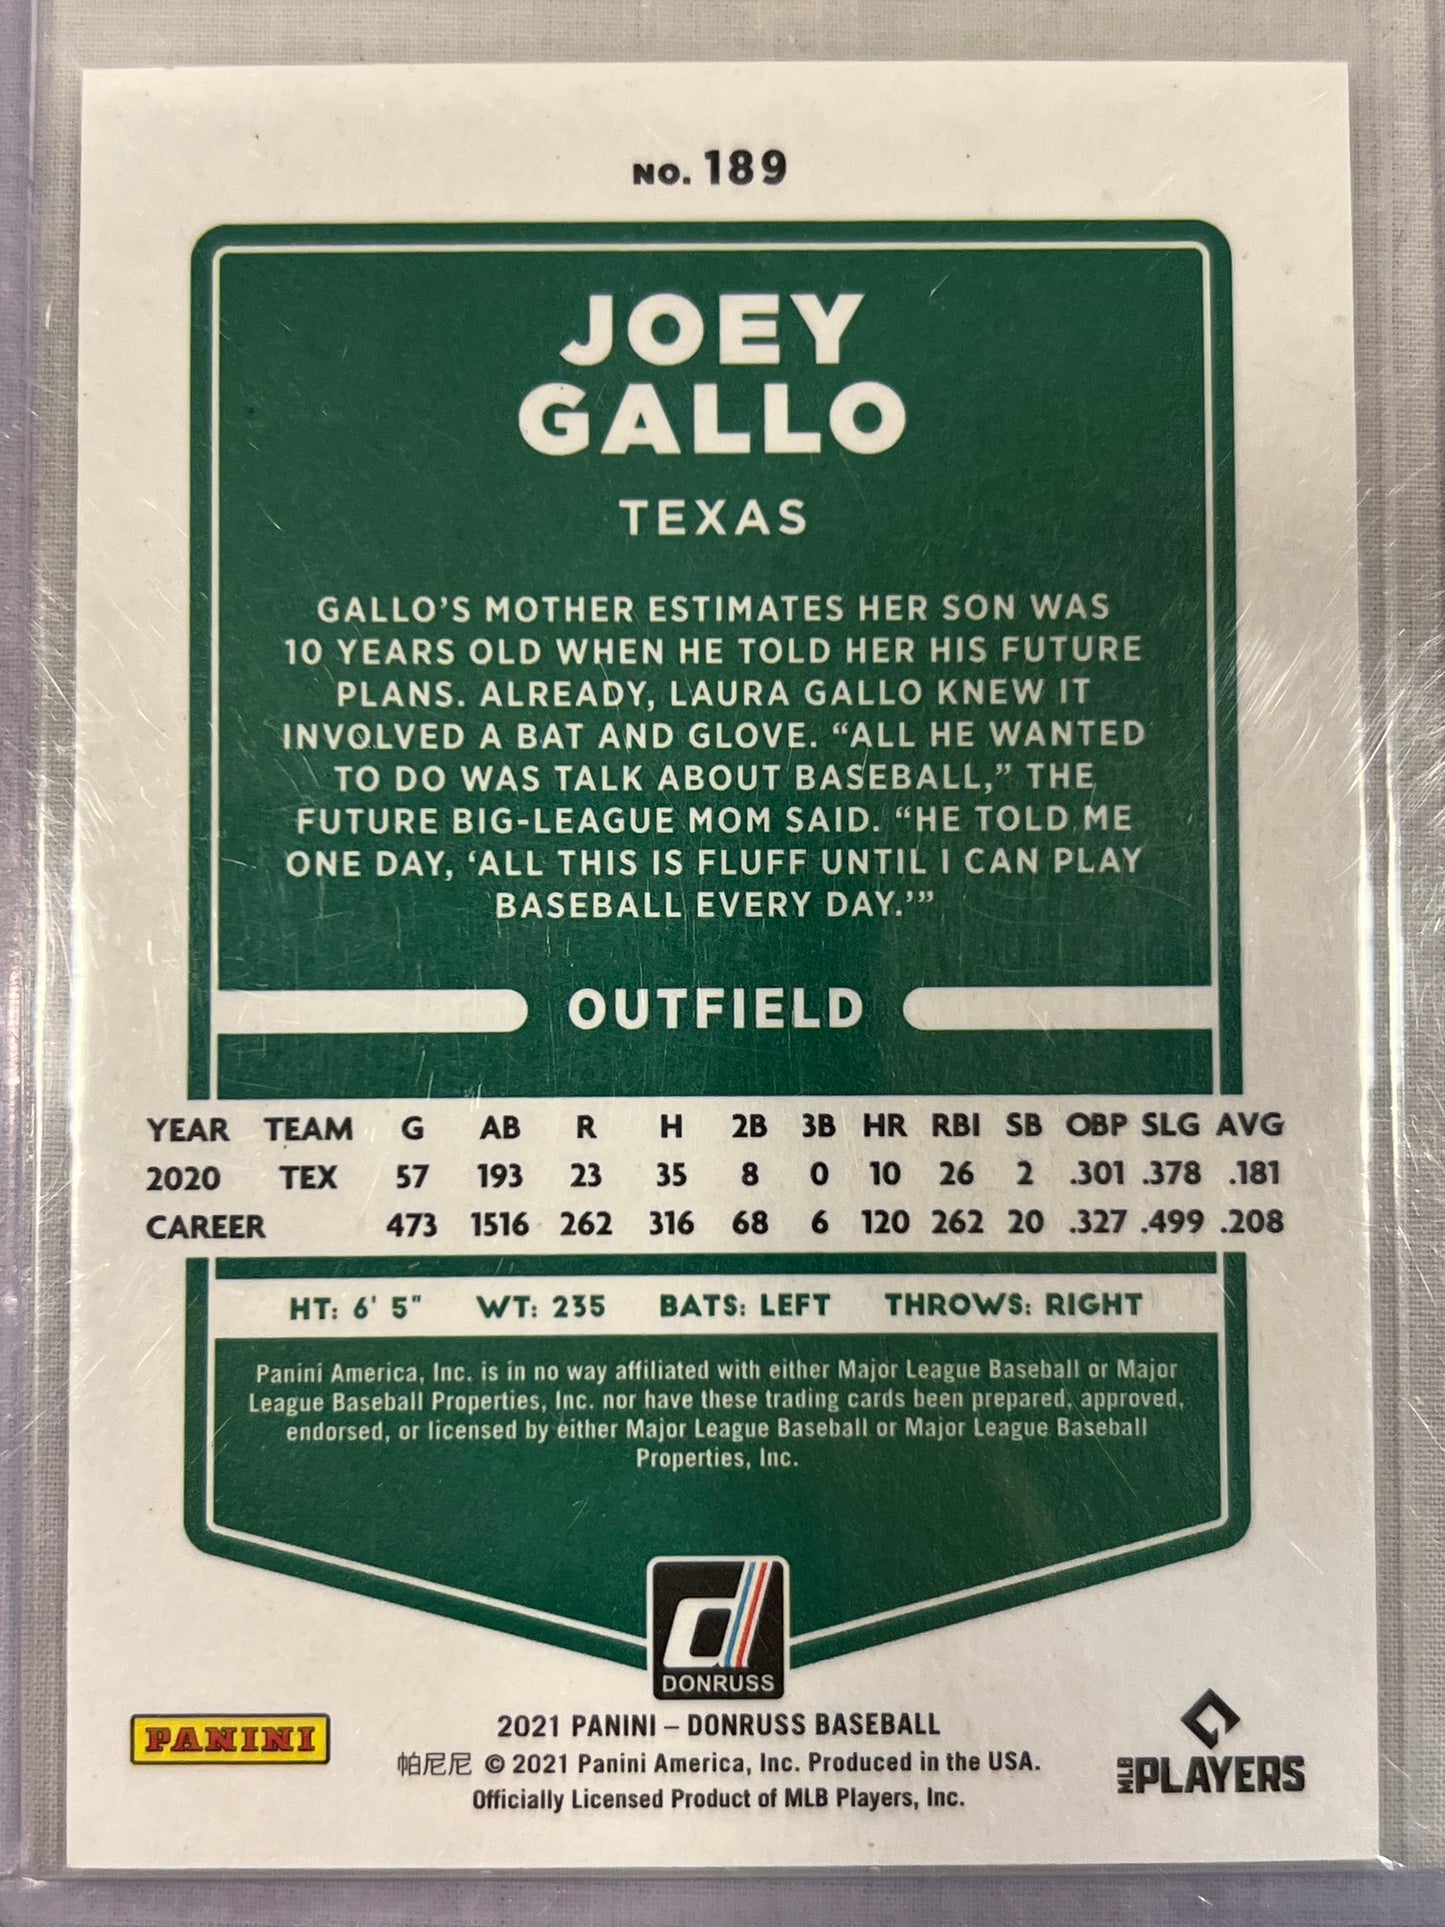 NO. 189
JOEY
GALLO
TEXAS
GALLO'S MOTHER ESTIMATES HER SON WAS
10 YEARS OLD WHEN HE TOLD HER HIS FUTURE
PLANS. ALREADY, LAURA GALLO KNEW IT
INVOLVED A BAT AND GLOVE. “ALL HE WANTED
TO DO WAS TALK ABOUT BASEBALL,” THE
FUTURE BIG-LEAGUE MOM SAID. “HE TOLD ME
ONE DAY, ‘ALL THIS IS FLUFF UNTIL I CAN PLAY
BASEBALL EVERY DAY.’”
OUTFIELD
YEAR TEAM G AB R H 2B 3B HR RBI SB OBP SLG AVG
2020 TEX 57 193 23 35 8 0 10 26 2 .301 .378 .181
CAREER 473 1516 262 316 68 6 120 262 20 .327 .499 .208
HT: 6' 5" WT: 235 BATS: LEFT THROWS: RIGHT
Panini America, Inc. is in no way affiliated with either Major League Baseball or Major
League Baseball Properties, Inc. nor have these trading cards been prepared, approved,
endorsed, or licensed by either Major League Baseball or Major League Baseball
Properties, Inc.
d
DONRUSS
PANINI
2021 PANINI – DONRUSS BASEBALL
帕尼尼 © 2021 Panini America, Inc. Produced in the USA.
Officially Licensed Product of MLB Players, Inc.
MLB PLAYERS